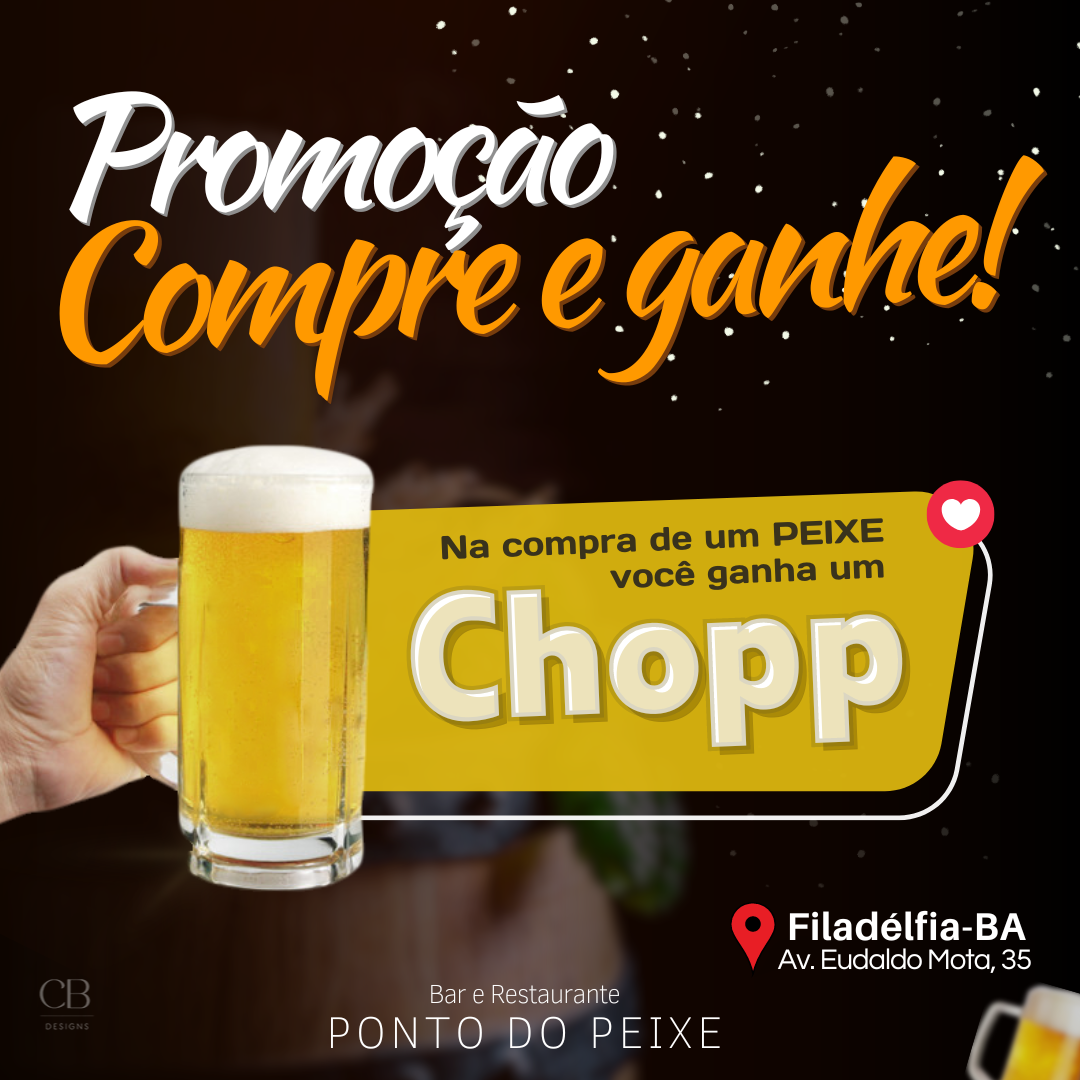 Promoção
Compre e ganhe!
Na compra de um PEIXE
você ganha um
Chopp
Filadélfia-BA
Av. Eudaldo Mota, 35
CB
DESIGNS
Bar e Restaurante
PONTO DO PEIXE